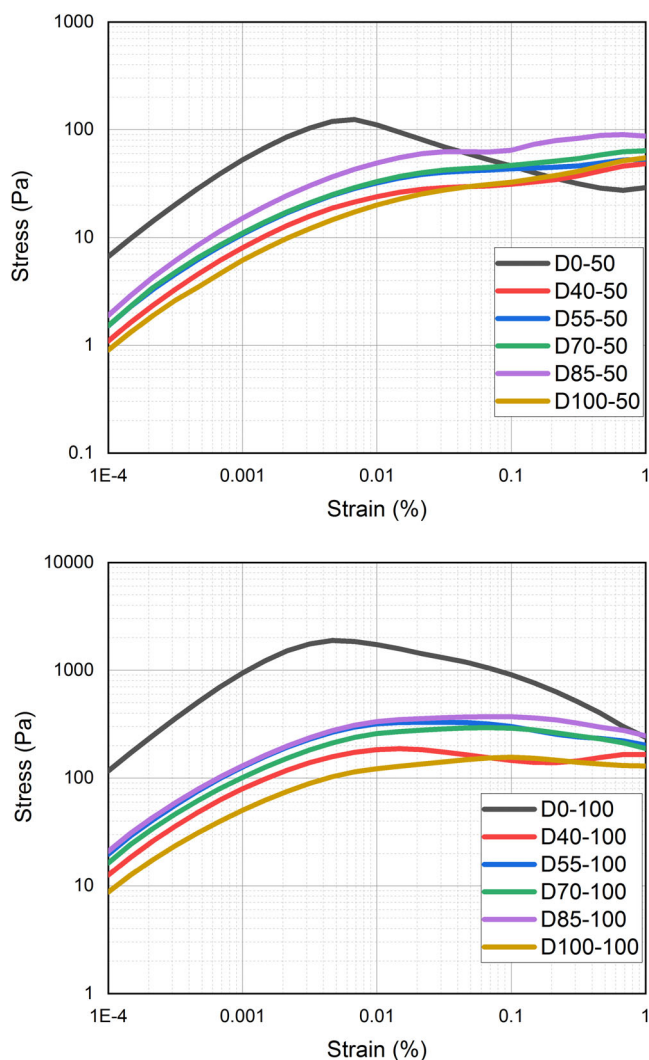 1000
100
10
1
0.1
Stress (Pa)
D0-50
D40-50
D55-50
D70-50
D85-50
D100-50
1E-4 0.001 0.01 0.1 1
Strain (%)
10000
1000
100
10
1
Stress (Pa)
D0-100
D40-100
D55-100
D70-100
D85-100
D100-100
1E-4 0.001 0.01 0.1 1
Strain (%)